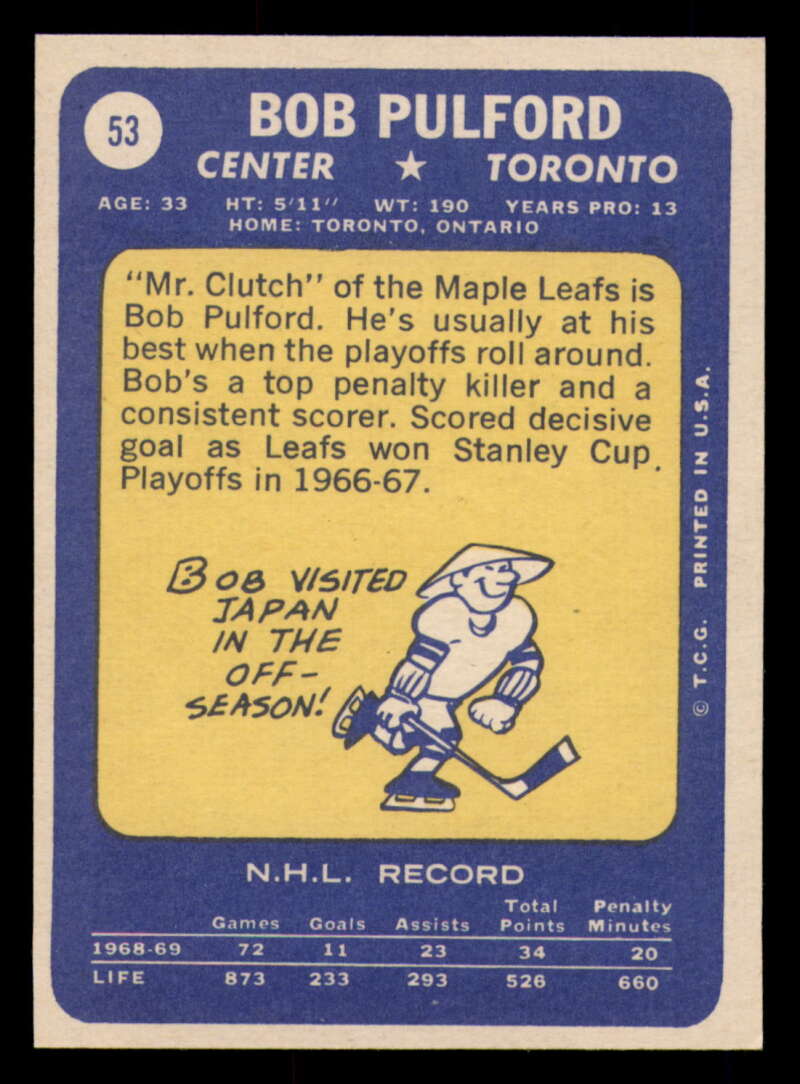 53
BOB PULFORD
CENTER ★ TORONTO
AGE: 33 HT: 5'11" WT: 190 YEARS PRO: 13
HOME: TORONTO, ONTARIO
"Mr. Clutch" of the Maple Leafs is
Bob Pulford. He's usually at his
best when the playoffs roll around.
Bob's a top penalty killer and a
consistent scorer. Scored decisive
goal as Leafs won Stanley Cup
Playoffs in 1966-67.
BOB VISITED
JAPAN
IN THE
OFF-
SEASON!
© T.C.G. PRINTED IN U.S.A.
N.H.L. RECORD
Games Goals Assists Total Points Penalty Minutes
1968-69 72 11 23 34 20
LIFE 873 233 293 526 660